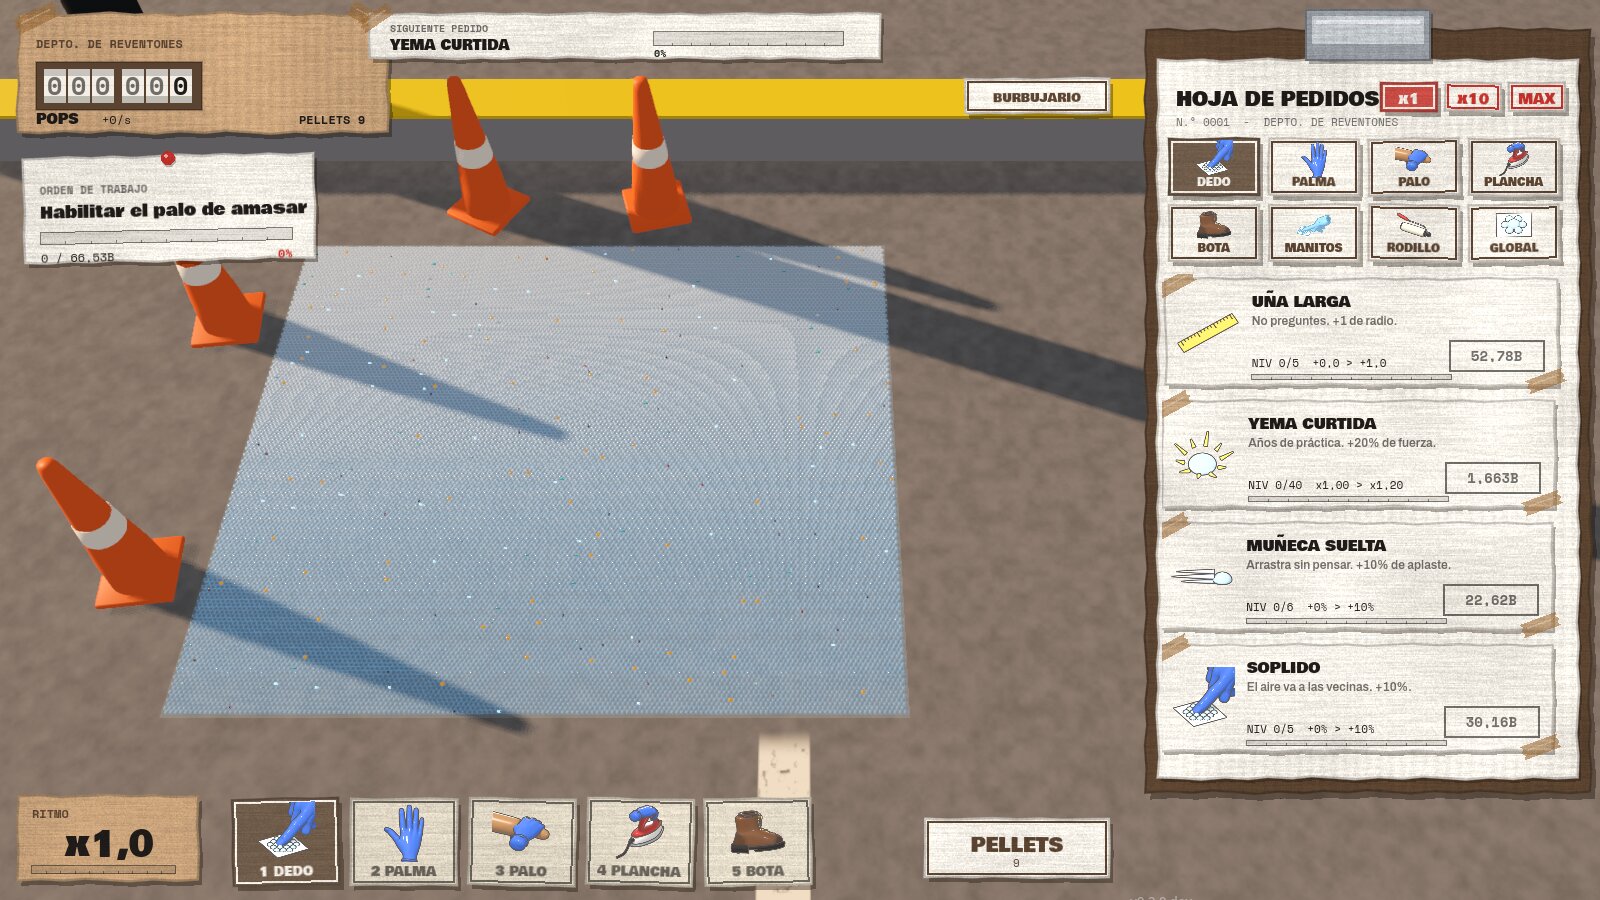 DEPTO. DE REVENTONES
000 000
POPS +0/s PELLETS 9
SIGUIENTE PEDIDO
YEMA CURTIDA
0%
BURBUJARIO
ORDEN DE TRABAJO
Habilitar el palo de amasar
0 / 66,53B 0%
HOJA DE PEDIDOS x1 x10 MAX
N.° 0001 - DEPTO. DE REVENTONES
DEDO PALMA PALO PLANCHA
BOTA MANITOS RODILLO GLOBAL
UÑA LARGA
No preguntes. +1 de radio.
NIV 0/5 +0,0 > +1,0 52,78B
YEMA CURTIDA
Años de práctica. +20% de fuerza.
NIV 0/40 x1,00 > x1,20 1,663B
MUÑECA SUELTA
Arrastra sin pensar. +10% de aplaste.
NIV 0/6 +0% > +10% 22,62B
SOPLIDO
El aire va a las vecinas. +10%.
NIV 0/5 +0% > +10% 30,16B
RITMO
x1,0
1 DEDO 2 PALMA 3 PALO 4 PLANCHA 5 BOTA
PELLETS
9